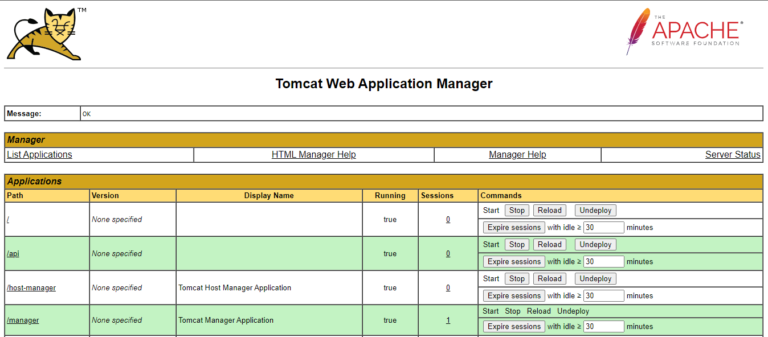 TM
THE
APACHE
SOFTWARE FOUNDATION
Tomcat Web Application Manager
Message: OK
Manager
List Applications HTML Manager Help Manager Help Server Status
Applications
Path Version Display Name Running Sessions Commands
/ None specified true 0 Start Stop Reload Undeploy
Expire sessions with idle ≥ 30 minutes
/api None specified true 0 Start Stop Reload Undeploy
Expire sessions with idle ≥ 30 minutes
/host-manager None specified Tomcat Host Manager Application true 0 Start Stop Reload Undeploy
Expire sessions with idle ≥ 30 minutes
/manager None specified Tomcat Manager Application true 1 Start Stop Reload Undeploy
Expire sessions with idle ≥ 30 minutes